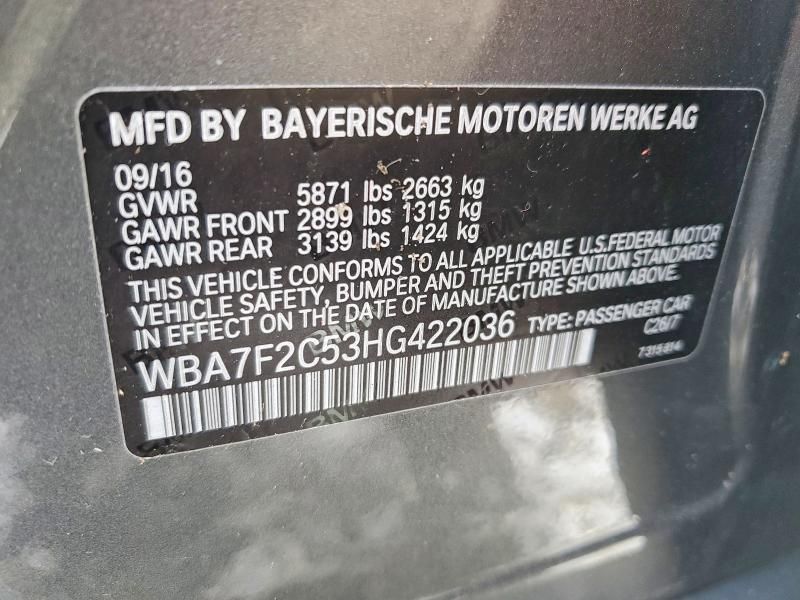 MFD BY BAYERISCHE MOTOREN WERKE AG
09/16
GVWR 5871 lbs 2663 kg
GAWR FRONT 2899 lbs 1315 kg
GAWR REAR 3139 lbs 1424 kg
THIS VEHICLE CONFORMS TO ALL APPLICABLE U.S.FEDERAL MOTOR
VEHICLE SAFETY, BUMPER AND THEFT PREVENTION STANDARDS
IN EFFECT ON THE DATE OF MANUFACTURE SHOWN ABOVE.
WBA7F2C53HG422036 TYPE: PASSENGER CAR
C28/7